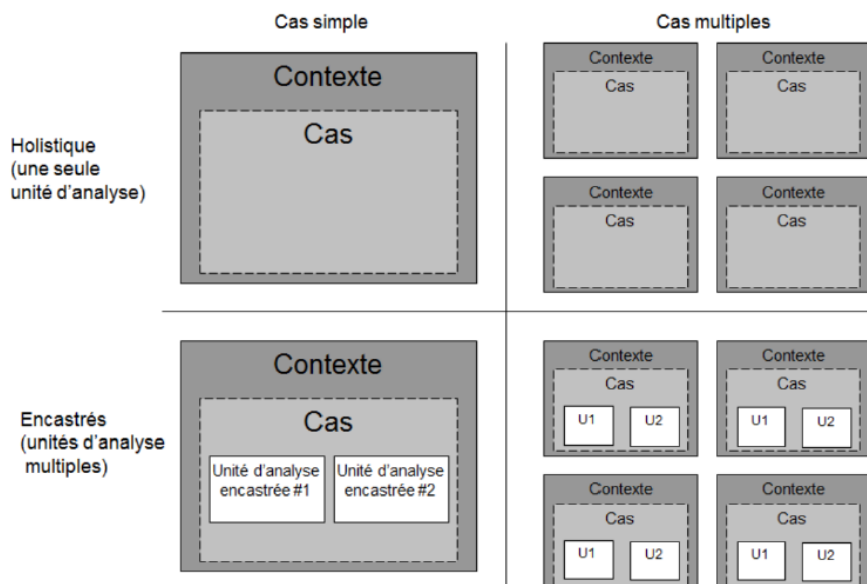 Cas simple
Cas multiples
Holistique
(une seule
unité d'analyse)
Contexte
Cas
Contexte
Cas
Contexte
Cas
Contexte
Cas
Contexte
Cas
Encastrés
(unités d'analyse
multiples)
Contexte
Cas
Unité d'analyse
encastrée #1
Unité d'analyse
encastrée #2
Contexte
Cas
U1
U2
Contexte
Cas
U1
U2
Contexte
Cas
U1
U2
Contexte
Cas
U1
U2